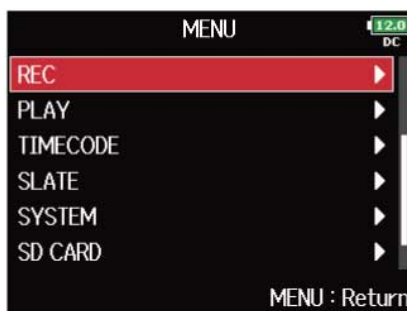 MENU
12.0
DC
REC
PLAY
TIMECODE
SLATE
SYSTEM
SD CARD
MENU : Return